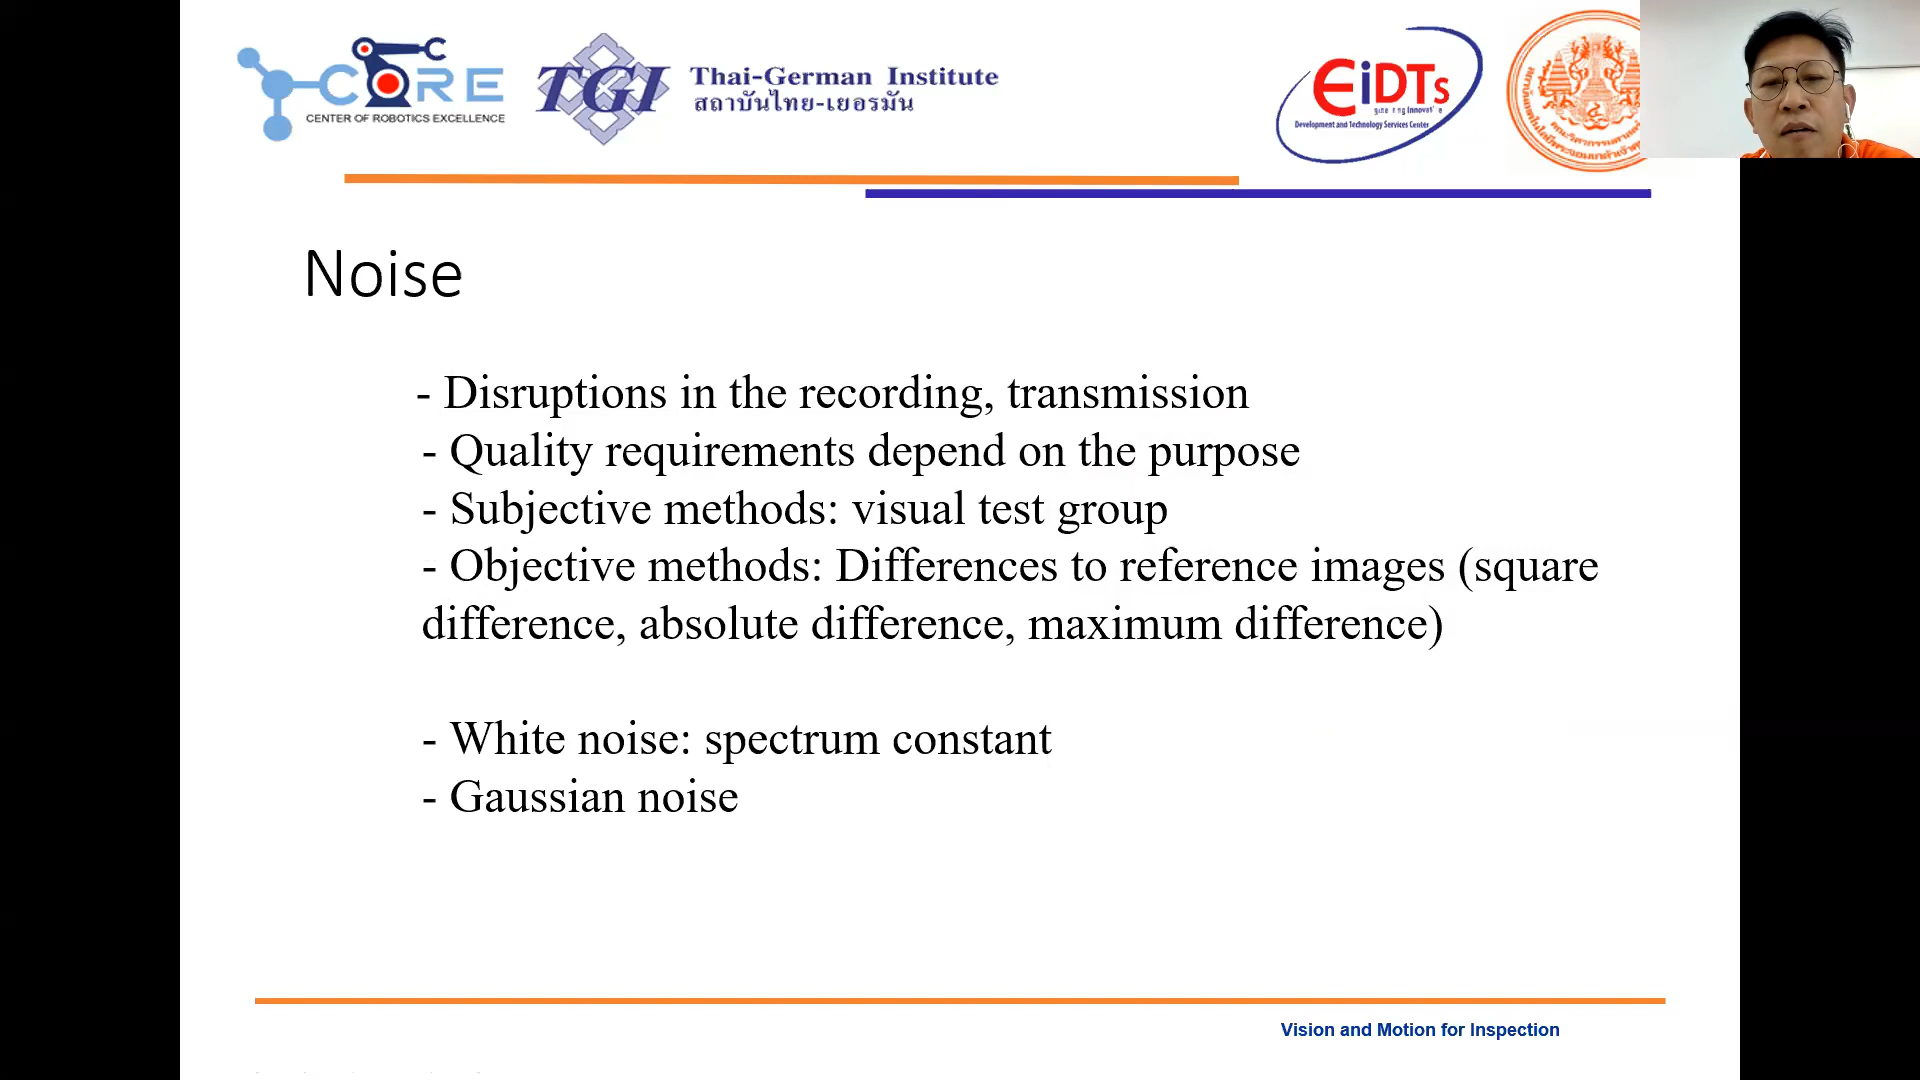 CORE
CENTER OF ROBOTICS EXCELLENCE
TGI
Thai-German Institute
สถาบันไทย-เยอรมัน
EiDTs
Development and Technology Services Center
Noise
- Disruptions in the recording, transmission
- Quality requirements depend on the purpose
- Subjective methods: visual test group
- Objective methods: Differences to reference images (square
difference, absolute difference, maximum difference)
- White noise: spectrum constant
- Gaussian noise
Vision and Motion for Inspection